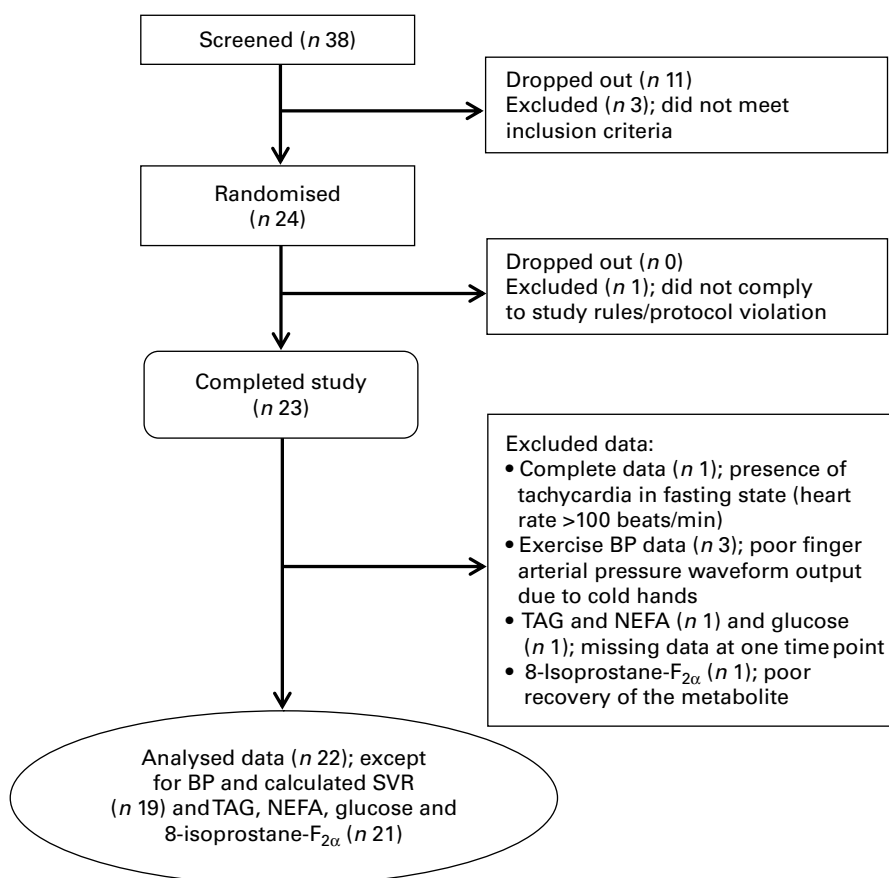 Screened (n 38)
Dropped out (n 11)
Excluded (n 3); did not meet
inclusion criteria
Randomised
(n 24)
Dropped out (n 0)
Excluded (n 1); did not comply
to study rules/protocol violation
Completed study
(n 23)
Excluded data:
• Complete data (n 1); presence of
tachycardia in fasting state (heart
rate >100 beats/min)
• Exercise BP data (n 3); poor finger
arterial pressure waveform output
due to cold hands
• TAG and NEFA (n 1) and glucose
(n 1); missing data at one time point
• 8-Isoprostane-F2α (n 1); poor
recovery of the metabolite
Analysed data (n 22); except
for BP and calculated SVR
(n 19) and TAG, NEFA, glucose and
8-isoprostane-F2α (n 21)